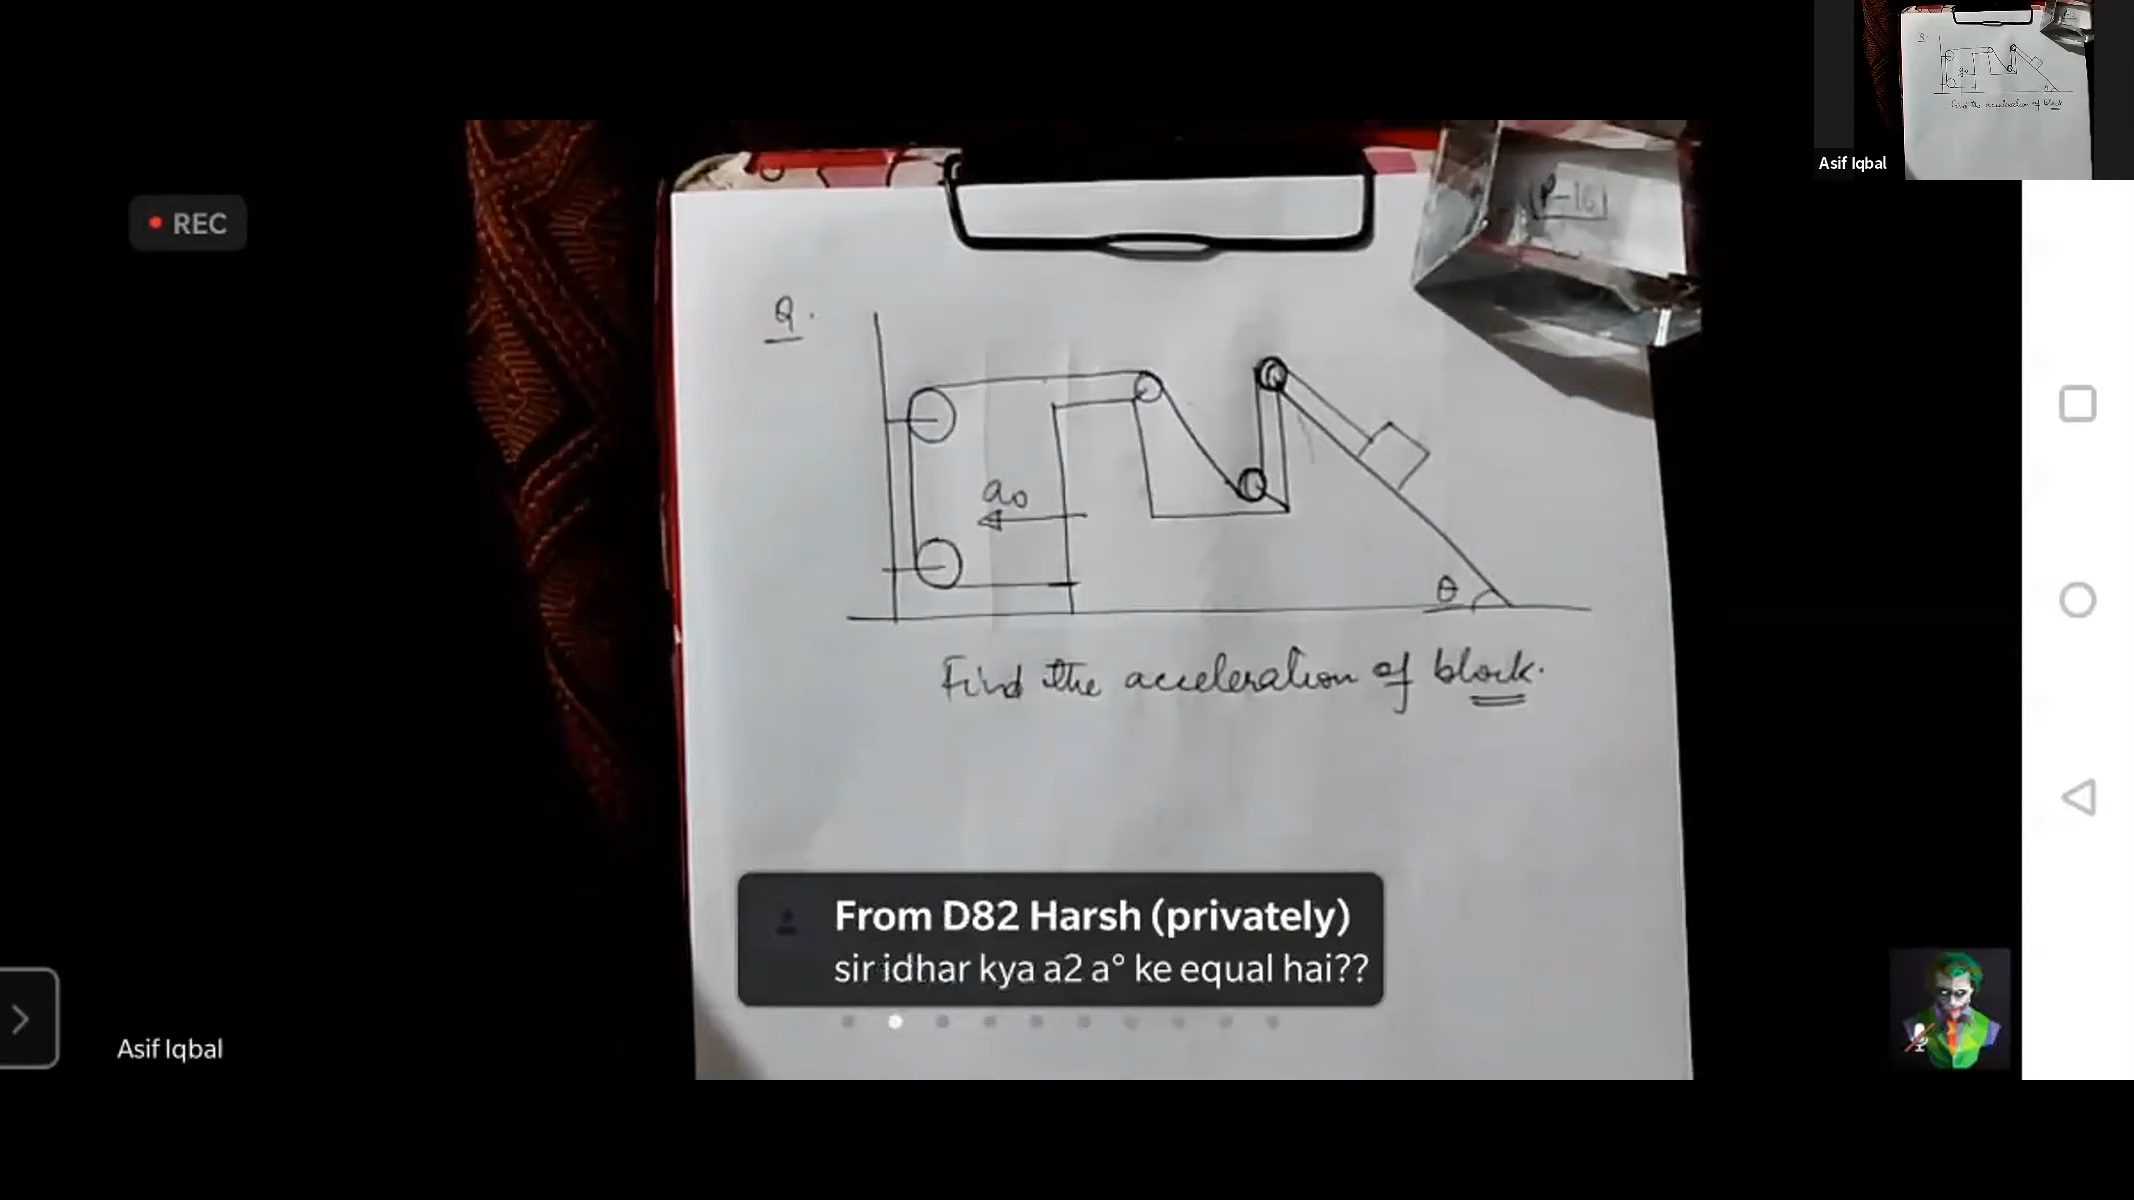 REC
Asif Iqbal
P-16
Q.
a₀
θ
Find the acceleration of block.
From D82 Harsh (privately)
sir idhar kya a2 a° ke equal hai??
Asif Iqbal